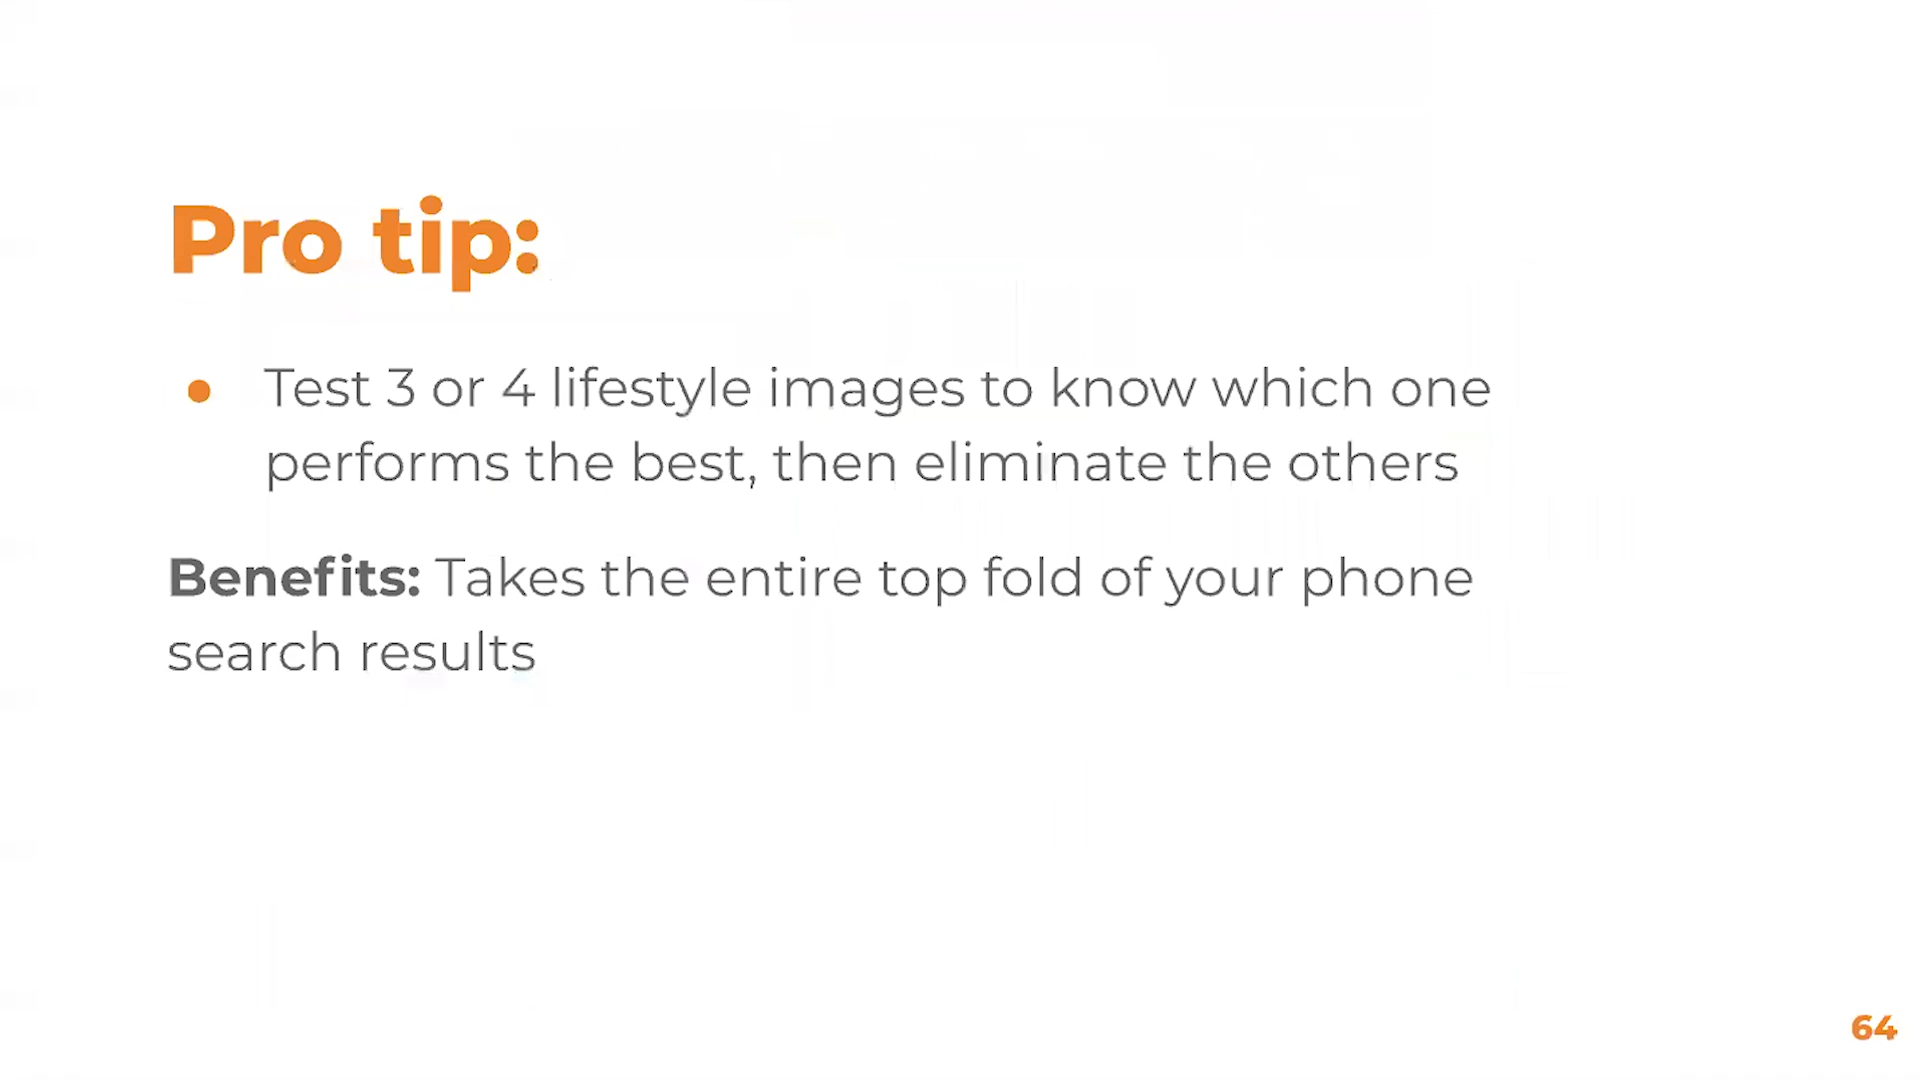 Pro tip:
● Test 3 or 4 lifestyle images to know which one
performs the best, then eliminate the others
Benefits: Takes the entire top fold of your phone
search results
64